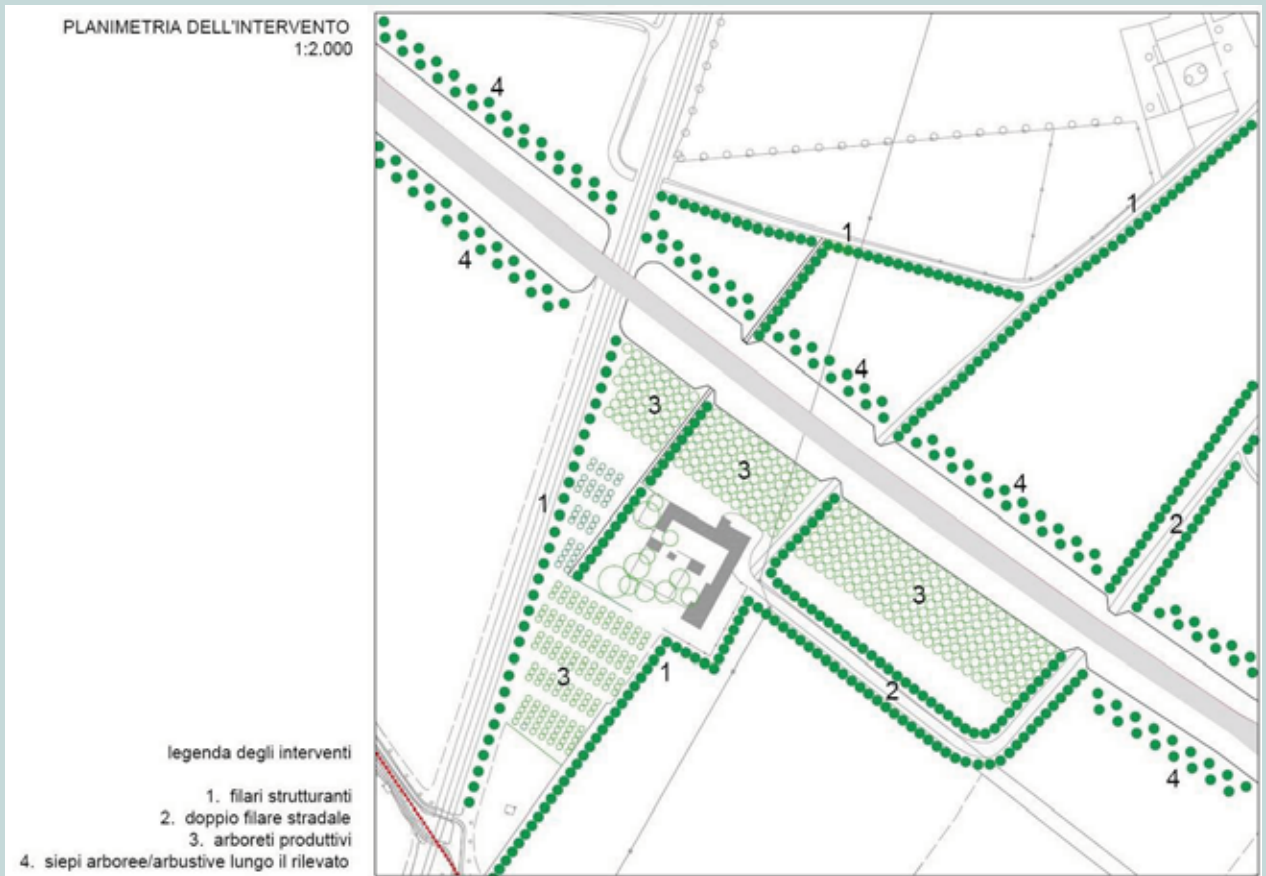 PLANIMETRIA DELL'INTERVENTO
1:2.000
4
4
1
1
4
3
3
4
1
2
3
3
1
2
4
legenda degli interventi
1. filari strutturanti
2. doppio filare stradale
3. arboreti produttivi
4. siepi arboree/arbustive lungo il rilevato